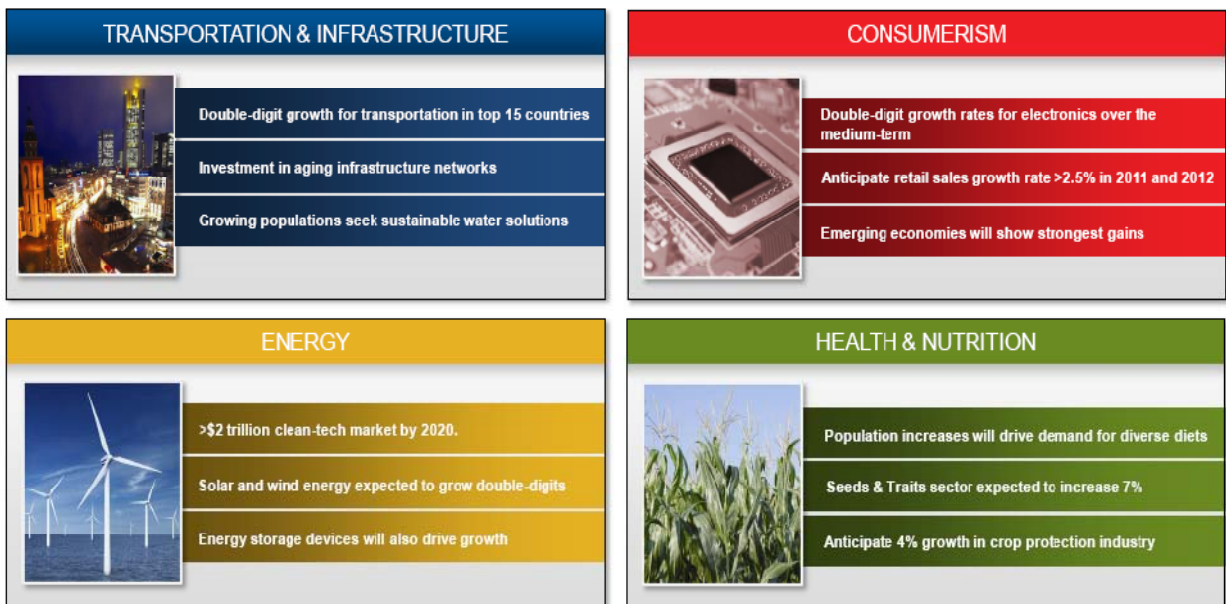 TRANSPORTATION & INFRASTRUCTURE
Double-digit growth for transportation in top 15 countries
Investment in aging infrastructure networks
Growing populations seek sustainable water solutions
CONSUMERISM
Double-digit growth rates for electronics over the
medium-term
Anticipate retail sales growth rate >2.5% in 2011 and 2012
Emerging economies will show strongest gains
ENERGY
>$2 trillion clean-tech market by 2020.
Solar and wind energy expected to grow double-digits
Energy storage devices will also drive growth
HEALTH & NUTRITION
Population increases will drive demand for diverse diets
Seeds & Traits sector expected to increase 7%
Anticipate 4% growth in crop protection industry